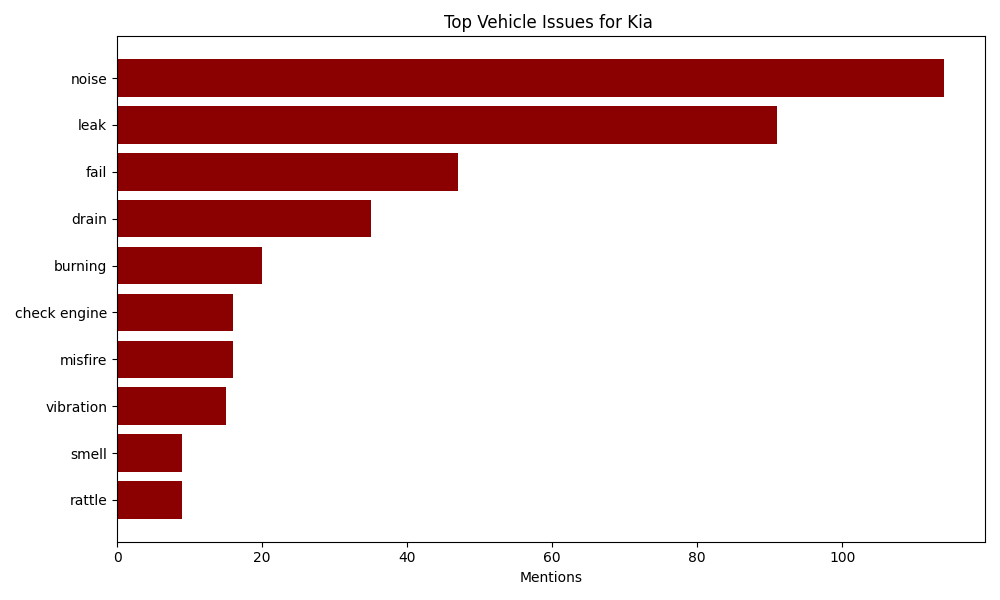 Top Vehicle Issues for Kia
noise
leak
fail
drain
burning
check engine
misfire
vibration
smell
rattle
0 20 40 60 80 100
Mentions